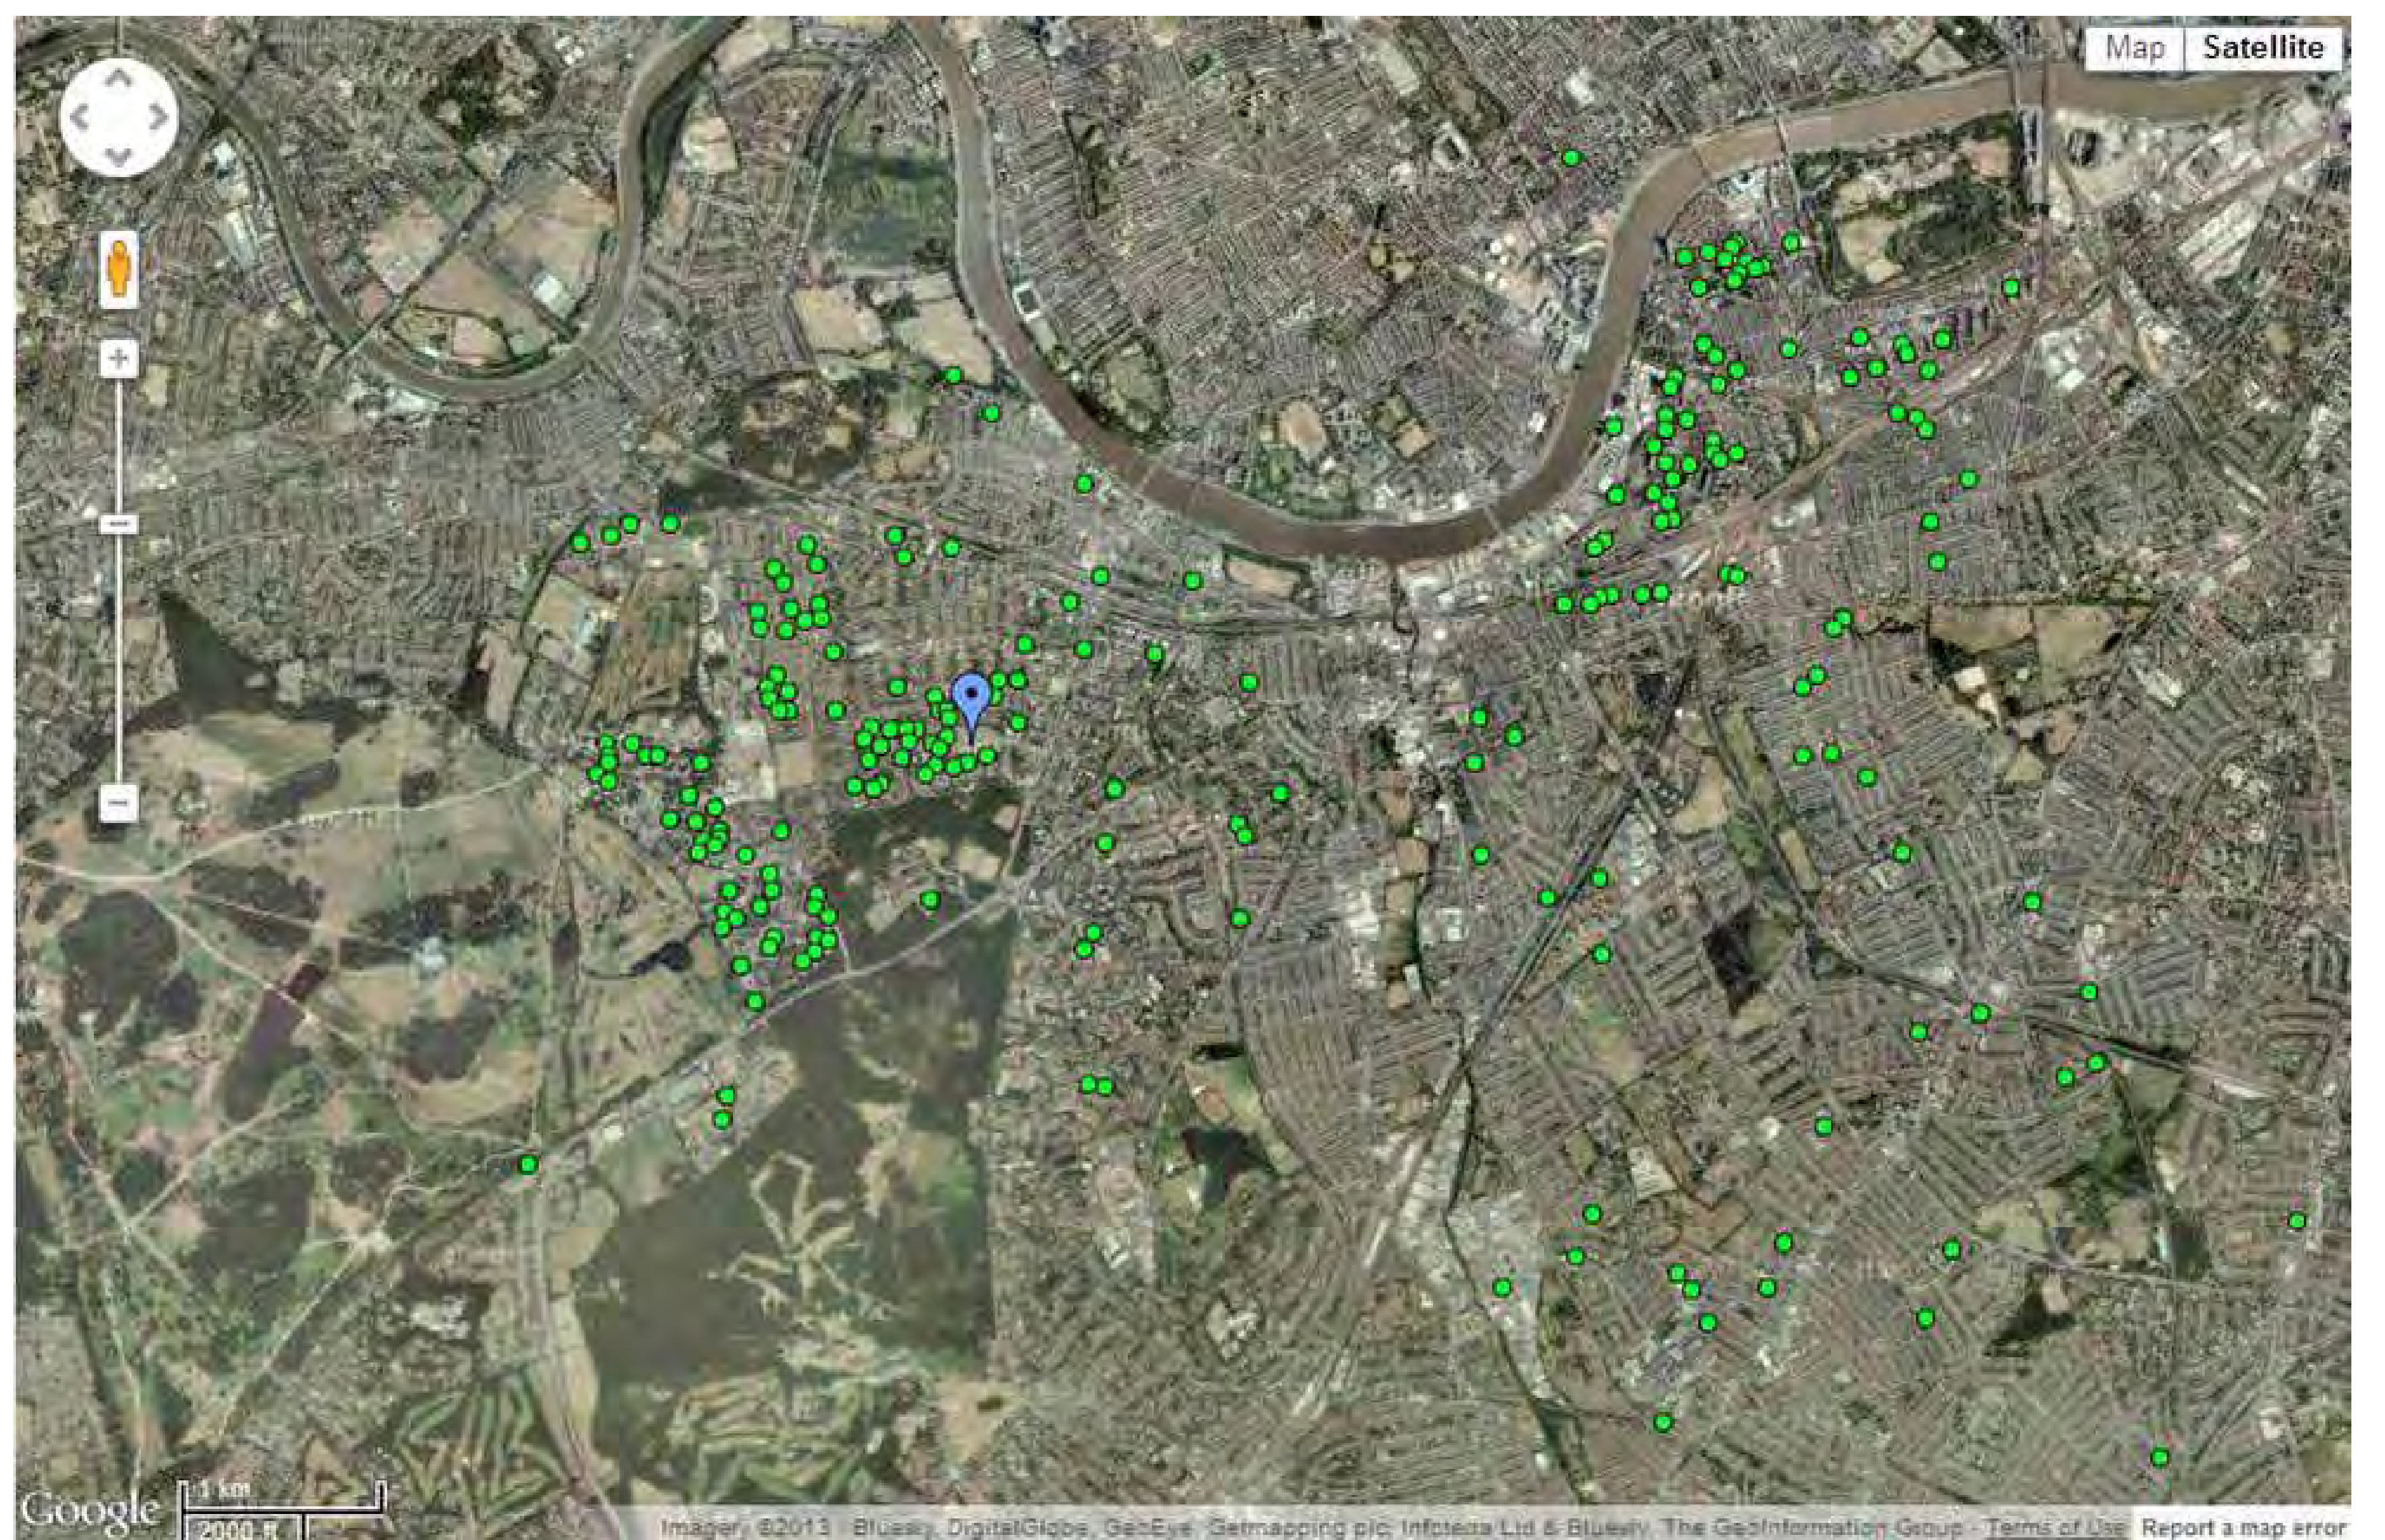 Map Satellite
1 km
Google
2000 ft
Imagery ©2013 Bluesky, DigitalGlobe, GeoEye, Getmapping plc, Infoterra Ltd & Bluesky, The GeoInformation Group - Terms of Use Report a map error